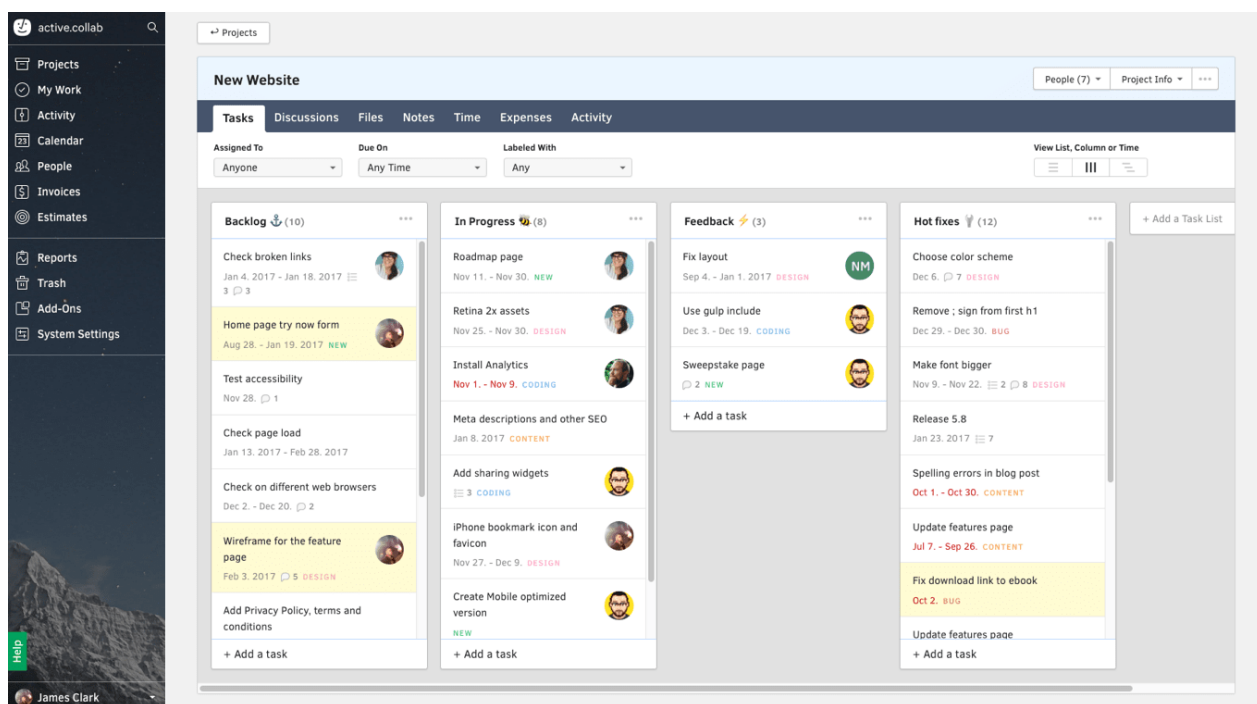 active.collab
Projects
My Work
Activity
23 Calendar
People
Invoices
Estimates
Reports
Trash
Add-Ons
System Settings
Help
James Clark
Projects
New Website
People (7)
Project Info
Tasks Discussions Files Notes Time Expenses Activity
Assigned To
Anyone
Due On
Any Time
Labeled With
Any
View List, Column or Time
Backlog (10)
Check broken links
Jan 4. 2017 - Jan 18. 2017
3 3
Home page try now form
Aug 28. - Jan 19. 2017 NEW
Test accessibility
Nov 28. 1
Check page load
Jan 13. 2017 - Feb 28. 2017
Check on different web browsers
Dec 2. - Dec 20. 2
Wireframe for the feature
page
Feb 3. 2017 5 DESIGN
Add Privacy Policy, terms and
conditions
+ Add a task
In Progress (8)
Roadmap page
Nov 11. - Nov 30. NEW
Retina 2x assets
Nov 25. - Nov 30. DESIGN
Install Analytics
Nov 1. - Nov 9. CODING
Meta descriptions and other SEO
Jan 8. 2017 CONTENT
Add sharing widgets
3 CODING
iPhone bookmark icon and
favicon
Nov 27. - Dec 9. DESIGN
Create Mobile optimized
version
NEW
+ Add a task
Feedback (3)
Fix layout
Sep 4. - Jan 1. 2017 DESIGN
NM
Use gulp include
Dec 3. - Dec 19. CODING
Sweepstake page
2 NEW
+ Add a task
Hot fixes (12)
Choose color scheme
Dec 6. 7 DESIGN
Remove ; sign from first h1
Dec 29. - Dec 30. BUG
Make font bigger
Nov 9. - Nov 22. 2 8 DESIGN
Release 5.8
Jan 23. 2017 7
Spelling errors in blog post
Oct 1. - Oct 30. CONTENT
Update features page
Jul 7. - Sep 26. CONTENT
Fix download link to ebook
Oct 2. BUG
Update features page
+ Add a task
+ Add a Task List